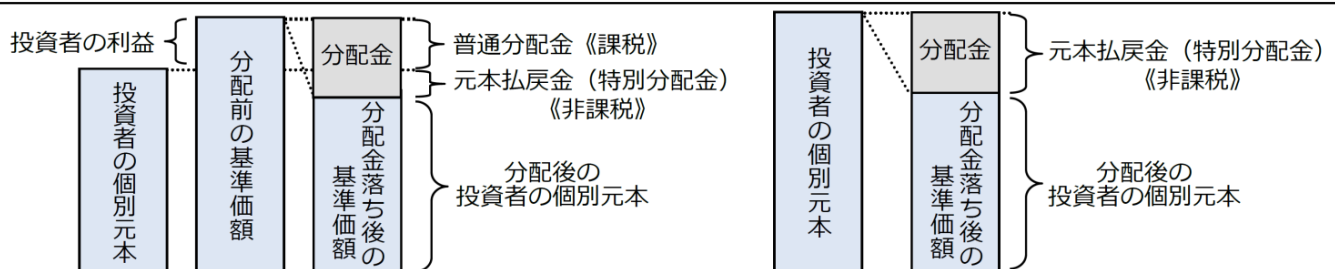 投資者の利益
投資者の個別元本
分配前の基準価額
分配金
分配金落ち後の
基準価額
普通分配金《課税》
元本払戻金（特別分配金）
《非課税》
分配後の
投資者の個別元本
投資者の個別元本
分配金
分配金落ち後の
基準価額
元本払戻金（特別分配金）
《非課税》
分配後の
投資者の個別元本